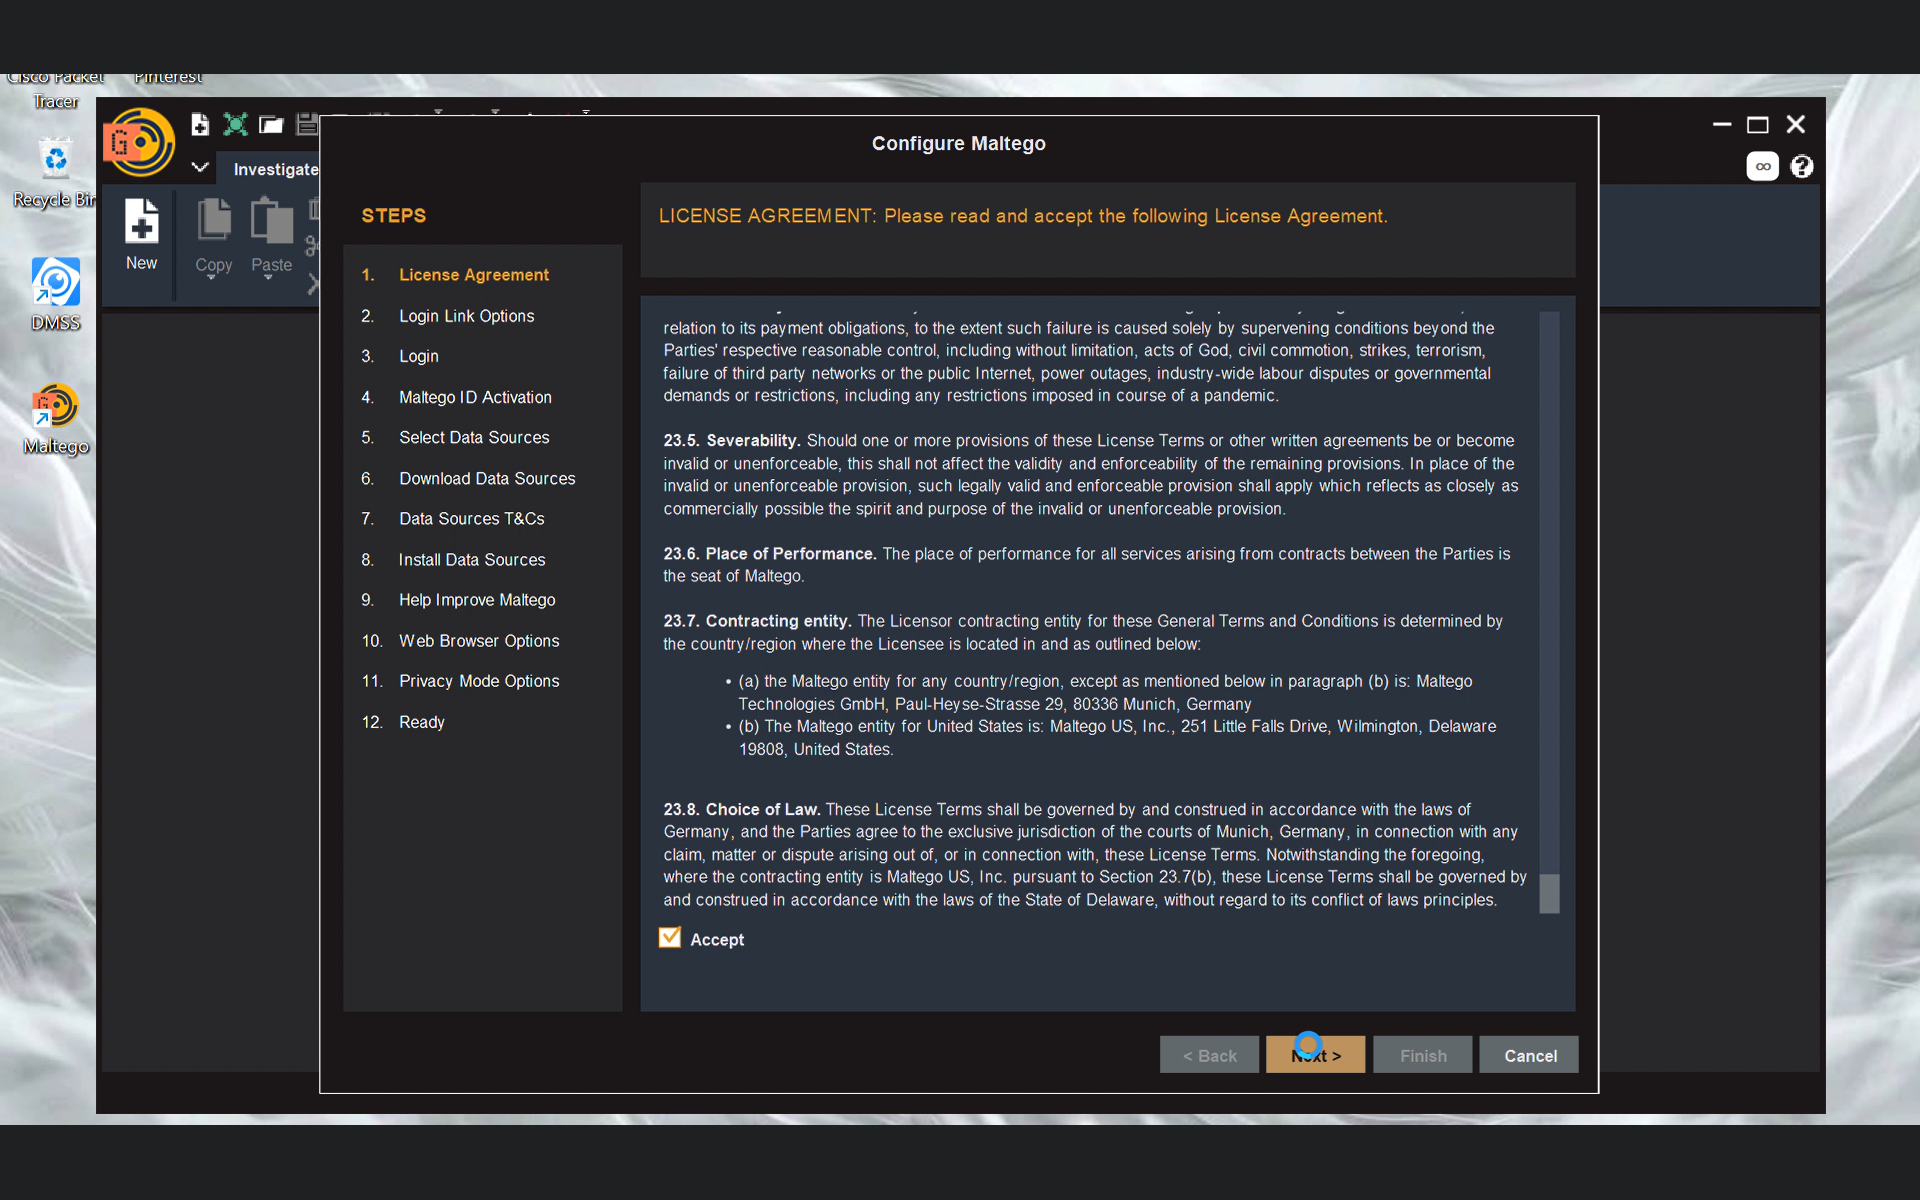 Cisco Packet
Tracer
Pinterest
Recycle Bin
DMSS
Maltego
G
Investigate
New
Copy
Paste
Configure Maltego
STEPS
1. License Agreement
2. Login Link Options
3. Login
4. Maltego ID Activation
5. Select Data Sources
6. Download Data Sources
7. Data Sources T&Cs
8. Install Data Sources
9. Help Improve Maltego
10. Web Browser Options
11. Privacy Mode Options
12. Ready
LICENSE AGREEMENT: Please read and accept the following License Agreement.
relation to its payment obligations, to the extent such failure is caused solely by supervening conditions beyond the
Parties' respective reasonable control, including without limitation, acts of God, civil commotion, strikes, terrorism,
failure of third party networks or the public Internet, power outages, industry-wide labour disputes or governmental
demands or restrictions, including any restrictions imposed in course of a pandemic.
23.5. Severability. Should one or more provisions of these License Terms or other written agreements be or become
invalid or unenforceable, this shall not affect the validity and enforceability of the remaining provisions. In place of the
invalid or unenforceable provision, such legally valid and enforceable provision shall apply which reflects as closely as
commercially possible the spirit and purpose of the invalid or unenforceable provision.
23.6. Place of Performance. The place of performance for all services arising from contracts between the Parties is
the seat of Maltego.
23.7. Contracting entity. The Licensor contracting entity for these General Terms and Conditions is determined by
the country/region where the Licensee is located in and as outlined below:
• (a) the Maltego entity for any country/region, except as mentioned below in paragraph (b) is: Maltego
Technologies GmbH, Paul-Heyse-Strasse 29, 80336 Munich, Germany
• (b) The Maltego entity for United States is: Maltego US, Inc., 251 Little Falls Drive, Wilmington, Delaware
19808, United States.
23.8. Choice of Law. These License Terms shall be governed by and construed in accordance with the laws of
Germany, and the Parties agree to the exclusive jurisdiction of the courts of Munich, Germany, in connection with any
claim, matter or dispute arising out of, or in connection with, these License Terms. Notwithstanding the foregoing,
where the contracting entity is Maltego US, Inc. pursuant to Section 23.7(b), these License Terms shall be governed by
and construed in accordance with the laws of the State of Delaware, without regard to its conflict of laws principles.
Accept
< Back
Next >
Finish
Cancel